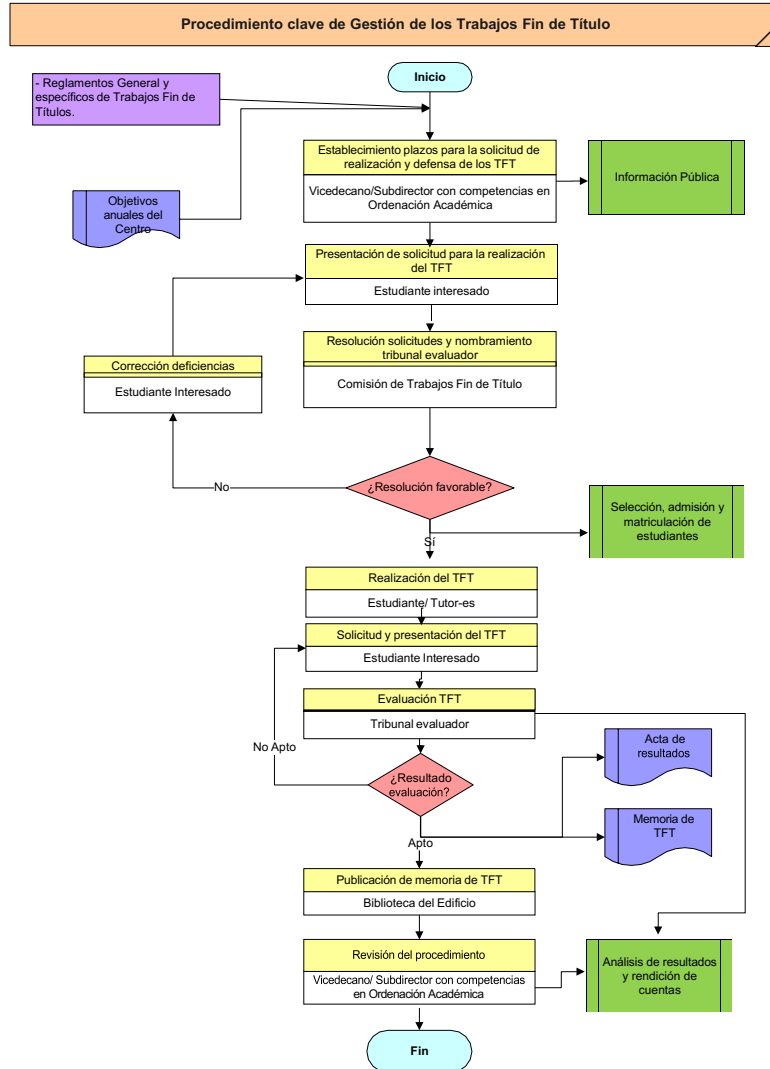 Procedimiento clave de Gestión de los Trabajos Fin de Título
Inicio
- Reglamentos General y
específicos de Trabajos Fin de
Títulos.
Establecimiento plazos para la solicitud de
realización y defensa de los TFT
Vicedecano/Subdirector con competencias en
Ordenación Académica
Información Pública
Objetivos
anuales del
Centro
Presentación de solicitud para la realización
del TFT
Estudiante interesado
Resolución solicitudes y nombramiento
tribunal evaluador
Comisión de Trabajos Fin de Título
Corrección deficiencias
Estudiante Interesado
¿Resolución favorable?
No
Sí
Selección, admisión y
matriculación de
estudiantes
Realización del TFT
Estudiante/ Tutor-es
Solicitud y presentación del TFT
Estudiante Interesado
Evaluación TFT
Tribunal evaluador
No Apto
¿Resultado
evaluación?
Acta de
resultados
Memoria de
TFT
Apto
Publicación de memoria de TFT
Biblioteca del Edificio
Revisión del procedimiento
Vicedecano/ Subdirector con competencias
en Ordenación Académica
Análisis de resultados
y rendición de
cuentas
Fin